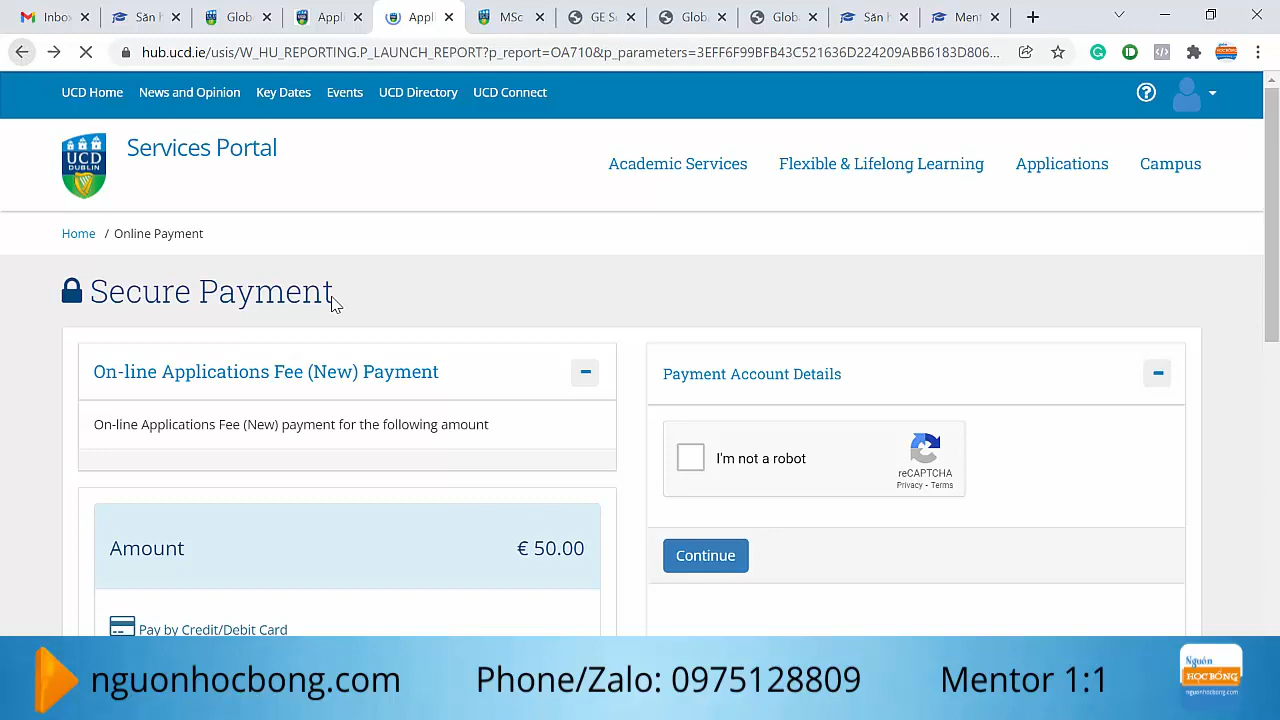 Inbox
Săn h
Glob
Appl
Appl
MSc
GE S
Glob
Glob
Săn h
Ment
hub.ucd.ie/usis/W_HU_REPORTING.P_LAUNCH_REPORT?p_report=OA710&p_parameters=3EFF6F99BFB43C521636D224209ABB6183F806...
UCD Home News and Opinion Key Dates Events UCD Directory UCD Connect
UCD
DUBLIN
Services Portal
Academic Services Flexible & Lifelong Learning Applications Campus
Home / Online Payment
Secure Payment
On-line Applications Fee (New) Payment
On-line Applications Fee (New) payment for the following amount
Amount € 50.00
Pay by Credit/Debit Card
Payment Account Details
I'm not a robot
reCAPTCHA
Privacy - Terms
Continue
nguonhocbong.com Phone/Zalo: 0975128809 Mentor 1:1
Nguồn
HỌC BỔNG
nguonhocbong.com